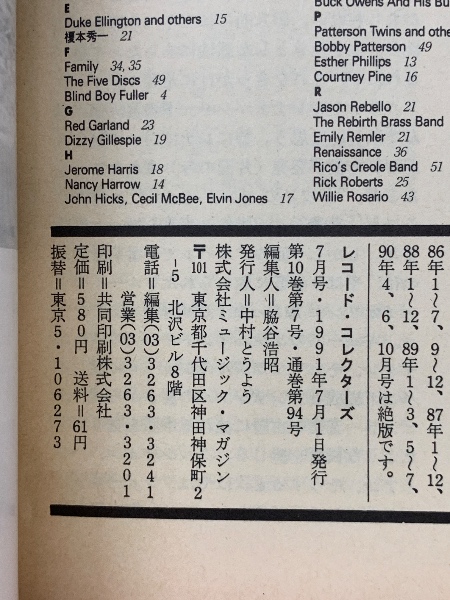 E
Duke Ellington and others 15
榎本秀一 21
F
Family 34, 35
The Five Discs 49
Blind Boy Fuller 4
G
Red Garland 23
Dizzy Gillespie 19
H
Jerome Harris 18
Nancy Harrow 14
John Hicks, Cecil McBee, Elvin Jones 17
Buck Owens And His Bu
P
Patterson Twins and othe
Bobby Patterson 49
Esther Phillips 13
Courtney Pine 16
R
Jason Rebello 21
The Rebirth Brass Band
Emily Remler 21
Renaissance 36
Rico's Creole Band 51
Rick Roberts 25
Willie Rosario 43
86年1〜7、9〜12、87年1〜12、
88年1〜12、89年1〜3、5〜7、
90年4、6、10月号は絶版です。
レコード・コレクターズ
7月号・1991年7月1日発行
第10巻第7号・通巻第94号
編集人=脇谷浩昭
発行人=中村とうよう
株式会社ミュージック・マガジン
〒101 東京都千代田区神田神保町2
-5 北沢ビル8階
電話=編集(03)3263・3241
営業(03)3263・3201
印刷=共同印刷株式会社
定価=580円 送料=61円
振替=東京5・106273